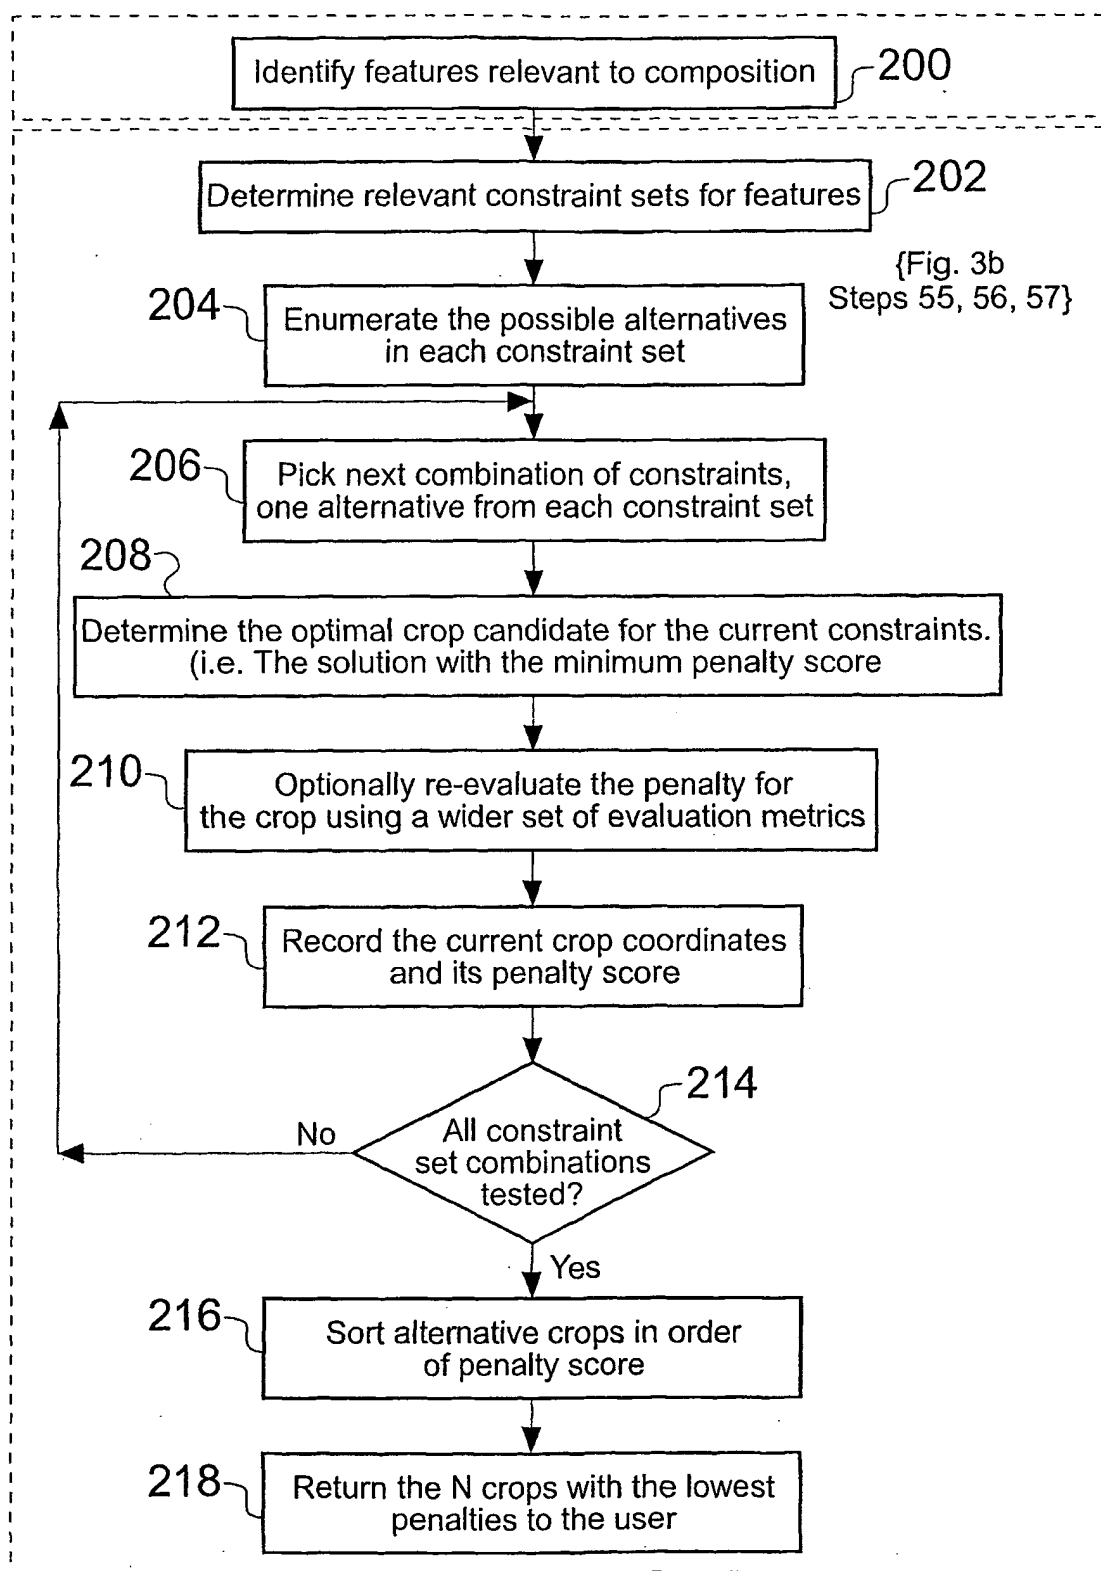 Identify features relevant to composition
200
Determine relevant constraint sets for features
202
{Fig. 3b
Steps 55, 56, 57}
204
Enumerate the possible alternatives
in each constraint set
206
Pick next combination of constraints,
one alternative from each constraint set
208
Determine the optimal crop candidate for the current constraints.
(i.e. The solution with the minimum penalty score
210
Optionally re-evaluate the penalty for
the crop using a wider set of evaluation metrics
212
Record the current crop coordinates
and its penalty score
214
All constraint
set combinations
tested?
No
Yes
216
Sort alternative crops in order
of penalty score
218
Return the N crops with the lowest
penalties to the user